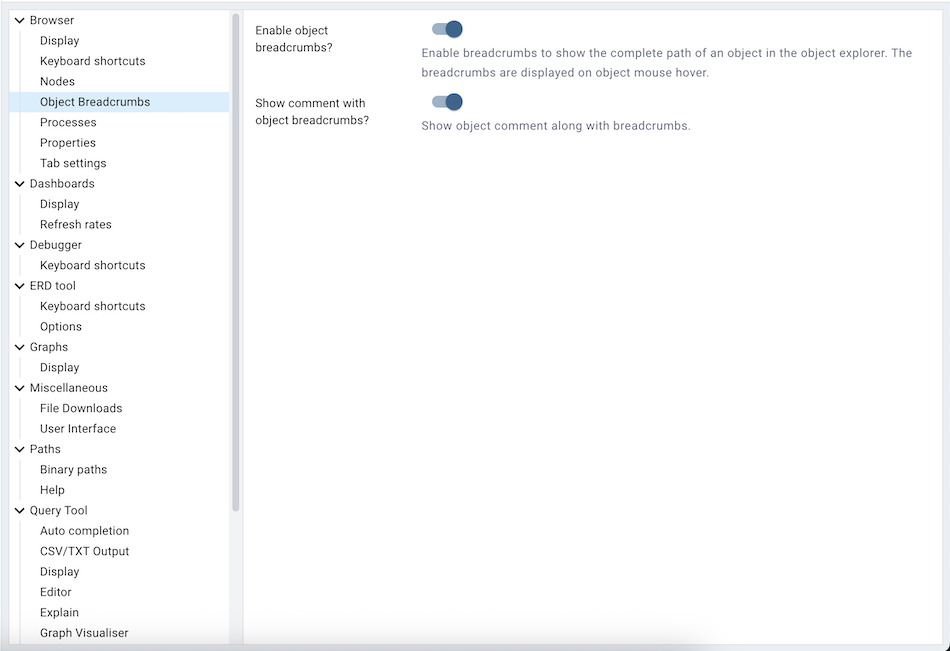 Browser
Display
Keyboard shortcuts
Nodes
Object Breadcrumbs
Processes
Properties
Tab settings
Dashboards
Display
Refresh rates
Debugger
Keyboard shortcuts
ERD tool
Keyboard shortcuts
Options
Graphs
Display
Miscellaneous
File Downloads
User Interface
Paths
Binary paths
Help
Query Tool
Auto completion
CSV/TXT Output
Display
Editor
Explain
Graph Visualiser
Enable object
breadcrumbs?
Enable breadcrumbs to show the complete path of an object in the object explorer. The
breadcrumbs are displayed on object mouse hover.
Show comment with
object breadcrumbs?
Show object comment along with breadcrumbs.